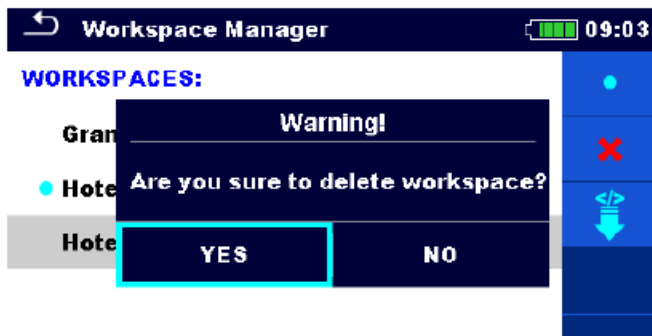 Workspace Manager 09:03
WORKSPACES:
Gran
Hote
Hote
Warning!
Are you sure to delete workspace?
YES NO